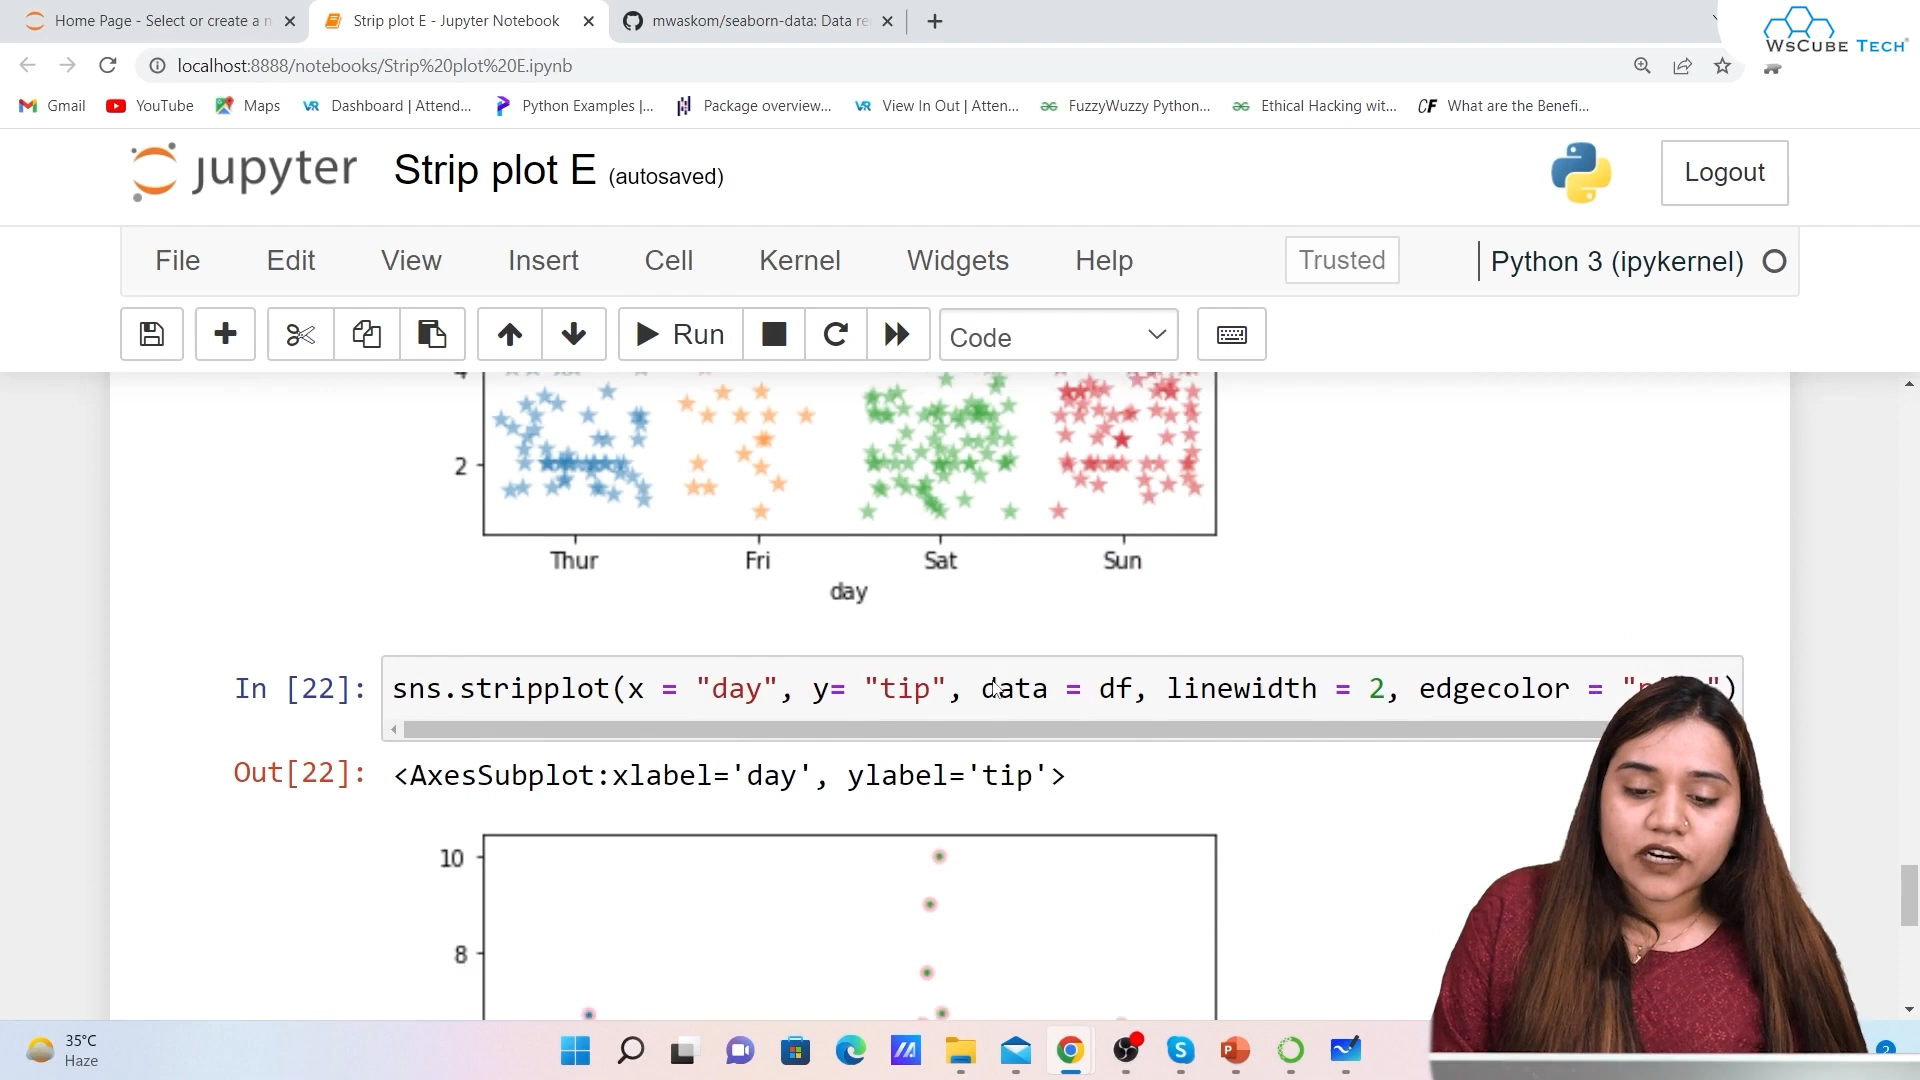 Home Page - Select or create a n
Strip plot E - Jupyter Notebook
mwaskom/seaborn-data: Data re
WsCube Tech
localhost:8888/notebooks/Strip%20plot%20E.ipynb
Gmail YouTube Maps Dashboard | Attend... Python Examples |... Package overview... View In Out | Atten... FuzzyWuzzy Python... Ethical Hacking wit... What are the Benefi...
jupyter Strip plot E (autosaved) Logout
File Edit View Insert Cell Kernel Widgets Help Trusted Python 3 (ipykernel)
Run Code
4
2
Thur Fri Sat Sun
day
In [22]: sns.stripplot(x = "day", y= "tip", data = df, linewidth = 2, edgecolor = ")
Out[22]: <AxesSubplot:xlabel='day', ylabel='tip'>
10
8
35°C
Haze
2